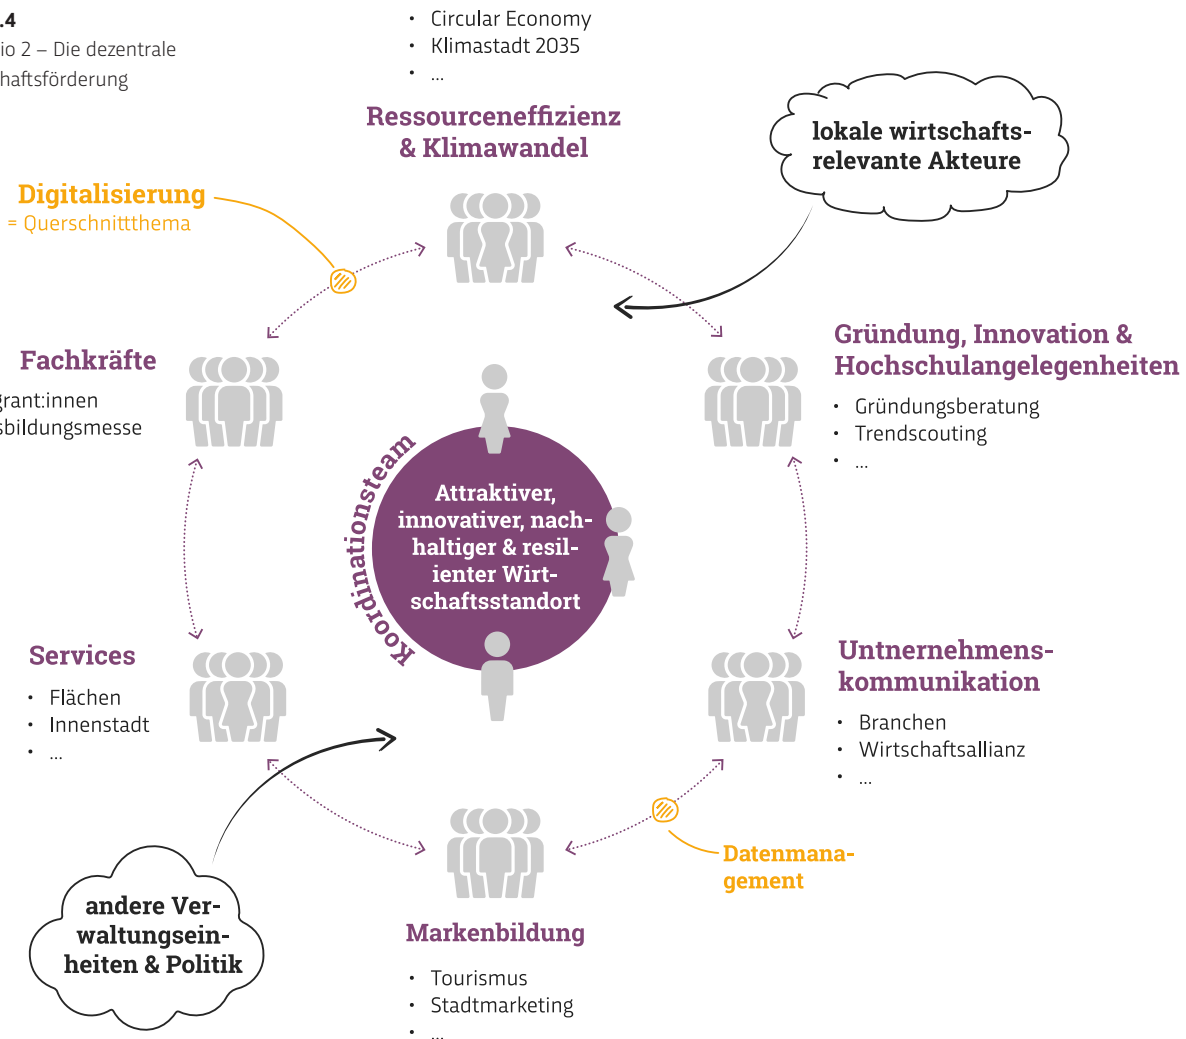 .4
io 2 – Die dezentrale
haftsförderung
• Circular Economy
• Klimastadt 2035
• ...
Ressourceneffizienz
& Klimawandel
lokale wirtschafts-
relevante Akteure
Digitalisierung
= Querschnittthema
Gründung, Innovation &
Hochschulangelegenheiten
• Gründungsberatung
• Trendscouting
• ...
Fachkräfte
grant:innen
sbildungsmesse
Koordinationsteam
Attraktiver,
innovativer, nach-
haltiger & resil-
ienter Wirt-
schaftsstandort
Services
• Flächen
• Innenstadt
• ...
Untnernehmens-
kommunikation
• Branchen
• Wirtschaftsallianz
• ...
Datenmana-
gement
andere Ver-
waltungsein-
heiten & Politik
Markenbildung
• Tourismus
• Stadtmarketing
• ...